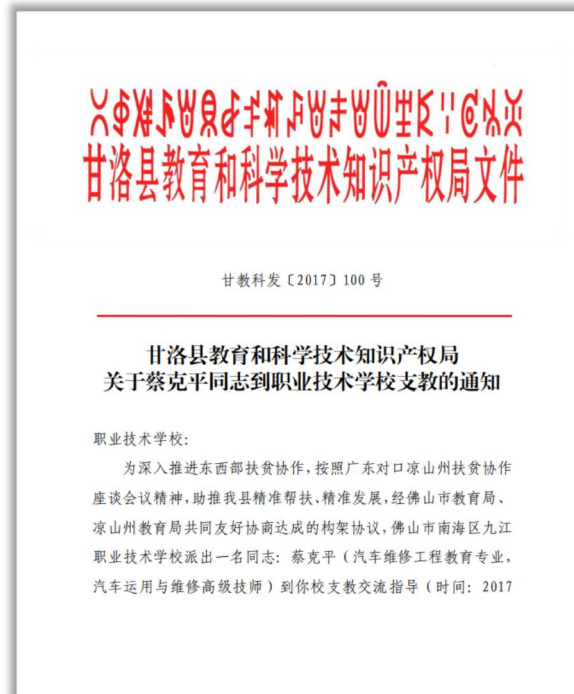 甘洛县教育和科学技术知识产权局文件
甘教科发〔2017〕100 号
甘洛县教育和科学技术知识产权局
关于蔡克平同志到职业技术学校支教的通知
职业技术学校：
为深入推进东西部扶贫协作，按照广东对口凉山州扶贫协作
座谈会议精神，助推我县精准帮扶、精准发展，经佛山市教育局、
凉山州教育局共同友好协商达成的构架协议，佛山市南海区九江
职业技术学校派出一名同志：蔡克平（汽车维修工程教育专业，
汽车运用与维修高级技师）到你校支教交流指导（时间：2017